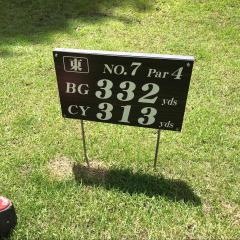 東 NO.7 Par 4
BG 332 yds
CY 313 yds